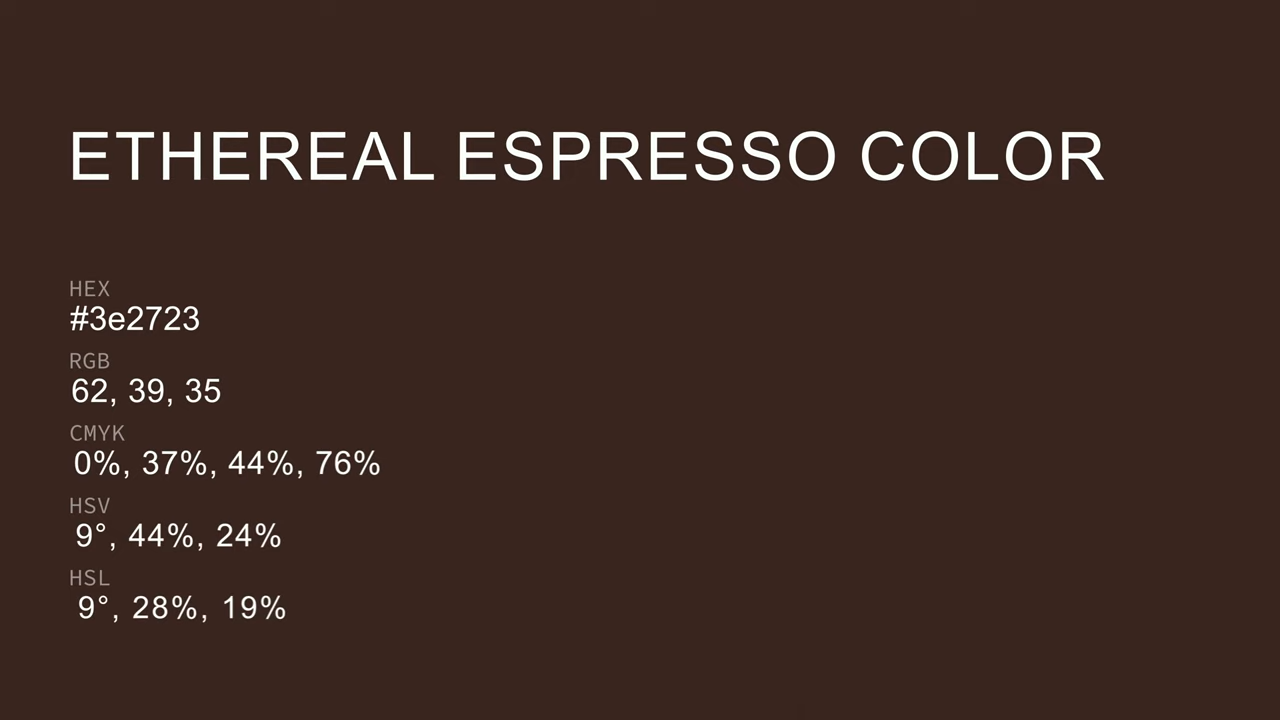 ETHEREAL ESPRESSO COLOR
HEX
#3e2723
RGB
62, 39, 35
CMYK
0%, 37%, 44%, 76%
HSV
9°, 44%, 24%
HSL
9°, 28%, 19%